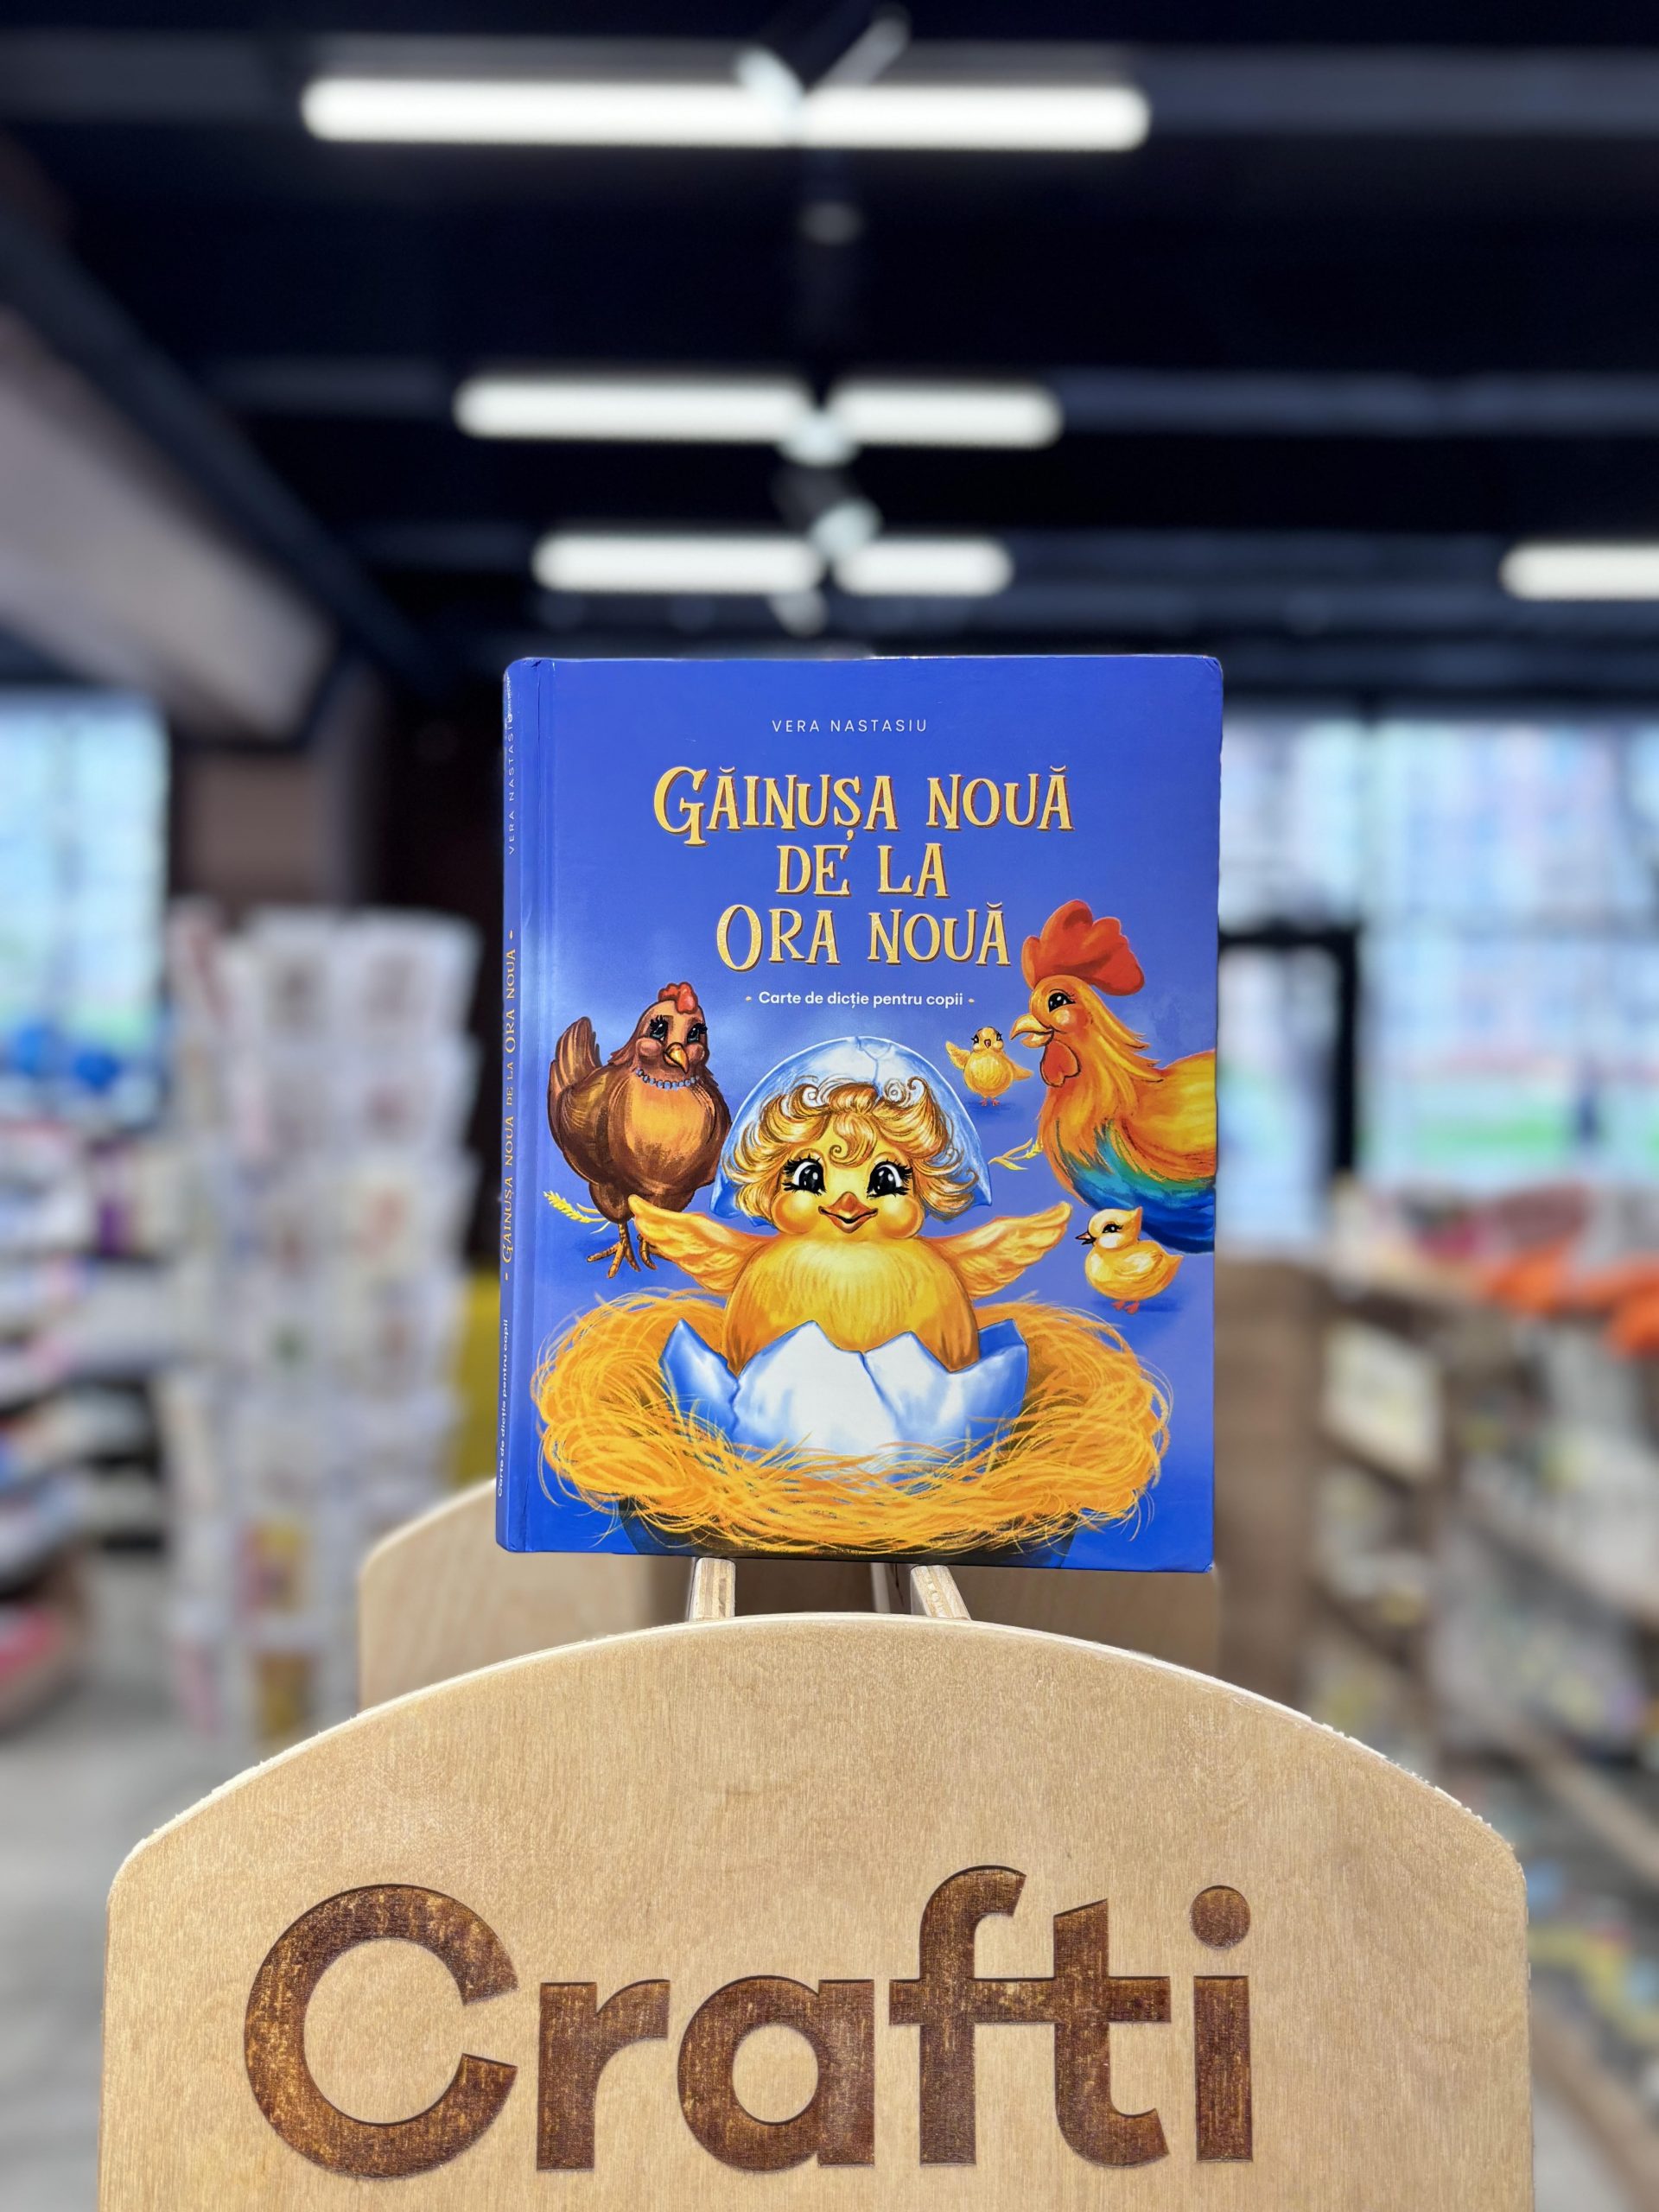 VERA NASTASIU
GĂINUȘA NOUĂ
DE LA
ORA NOUĂ
Carte de dicție pentru copii
VERA NASTASIU
GĂINUȘA NOUĂ DE LA ORA NOUĂ
Carte de dicție pentru copii
Crafti